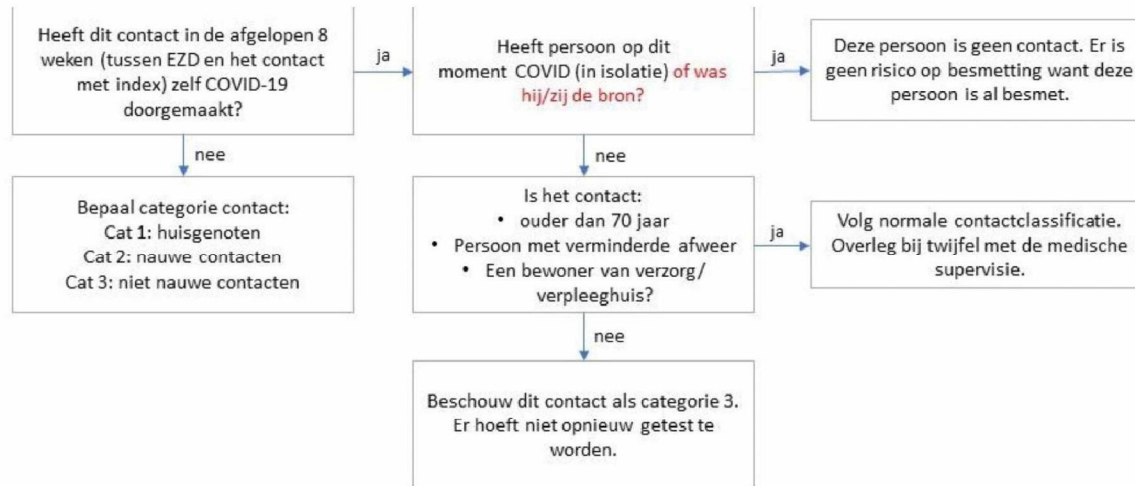 Heeft dit contact in de afgelopen 8
weken (tussen EZD en het contact
met index) zelf COVID-19
doorgemaakt?
ja
Heeft persoon op dit
moment COVID (in isolatie) of was
hij/zij de bron?
ja
Deze persoon is geen contact. Er is
geen risico op besmetting want deze
persoon is al besmet.
nee
nee
Bepaal categorie contact:
Cat 1: huisgenoten
Cat 2: nauwe contacten
Cat 3: niet nauwe contacten
Is het contact:
• ouder dan 70 jaar
• Persoon met verminderde afweer
• Een bewoner van verzorg/
verpleeghuis?
ja
Volg normale contactclassificatie.
Overleg bij twijfel met de medische
supervisie.
nee
Beschouw dit contact als categorie 3.
Er hoeft niet opnieuw getest te
worden.